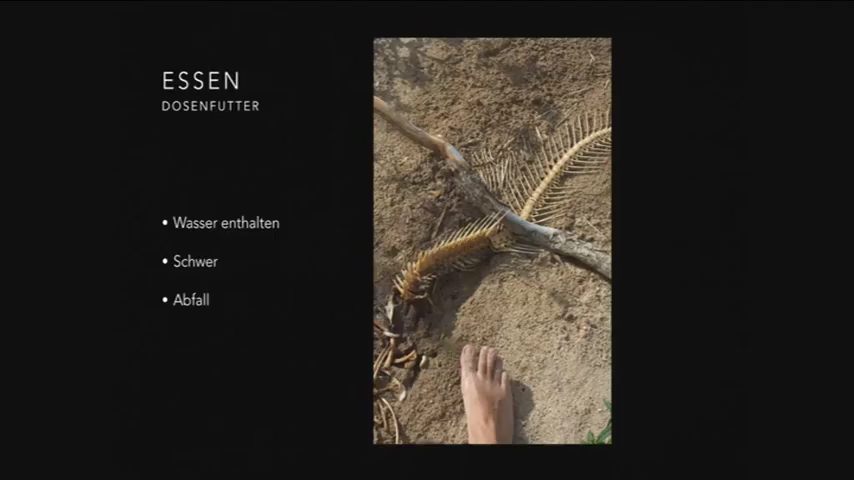 ESSEN
DOSENFUTTER
• Wasser enthalten
• Schwer
• Abfall